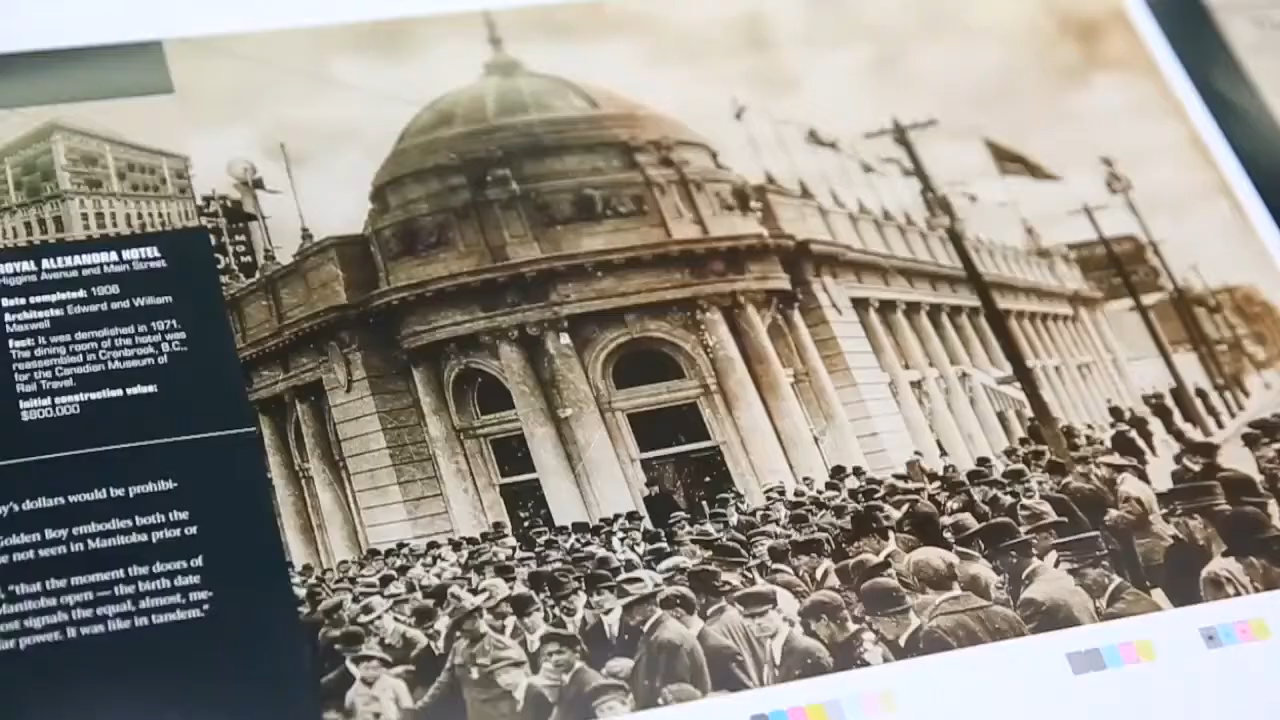 ROYAL ALEXANDRA HOTEL
Higgins Avenue and Main Street
Date completed: 1906
Architects: Edward and William
Maxwell
Fact: It was demolished in 1971.
The dining room of the hotel was
reassembled in Cranbrook, B.C.,
for the Canadian Museum of
Rail Travel.
Initial construction value:
$800,000
dollars would be prohibi-
Golden Boy embodies both the
not seen in Manitoba prior or
"that the moment the doors of
Manitoba open — the birth date
signals the equal, almost, me-
power. It was like in tandem."